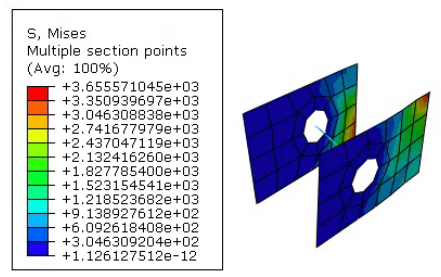 S, Mises
Multiple section points
(Avg: 100%)
+3.655571045e+03
+3.350939697e+03
+3.046308838e+03
+2.741677979e+03
+2.437047119e+03
+2.132416260e+03
+1.827785400e+03
+1.523154541e+03
+1.218523682e+03
+9.138927612e+02
+6.092618408e+02
+3.046309204e+02
+1.126127512e-12